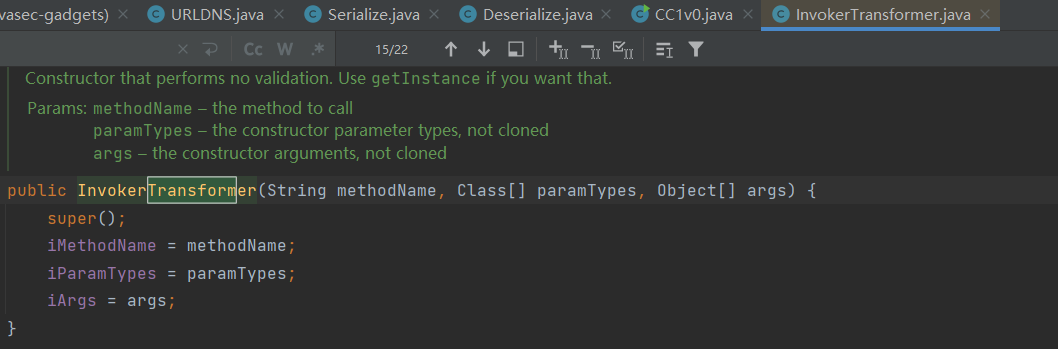 vasec-gadgets) URLDNS.java Serialize.java Deserialize.java CC1v0.java InvokerTransformer.java
Cc W .* 15/22
Constructor that performs no validation. Use getInstance if you want that.
Params: methodName – the method to call
paramTypes – the constructor parameter types, not cloned
args – the constructor arguments, not cloned
public InvokerTransformer(String methodName, Class[] paramTypes, Object[] args) {
super();
iMethodName = methodName;
iParamTypes = paramTypes;
iArgs = args;
}